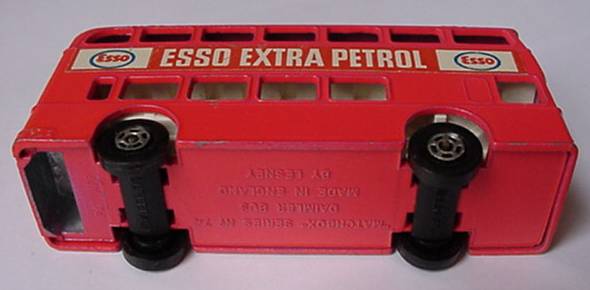 Esso ESSO EXTRA PETROL Esso
"MATCHBOX" SERIES No 74
DAIMLER BUS
MADE IN ENGLAND
BY LESNEY